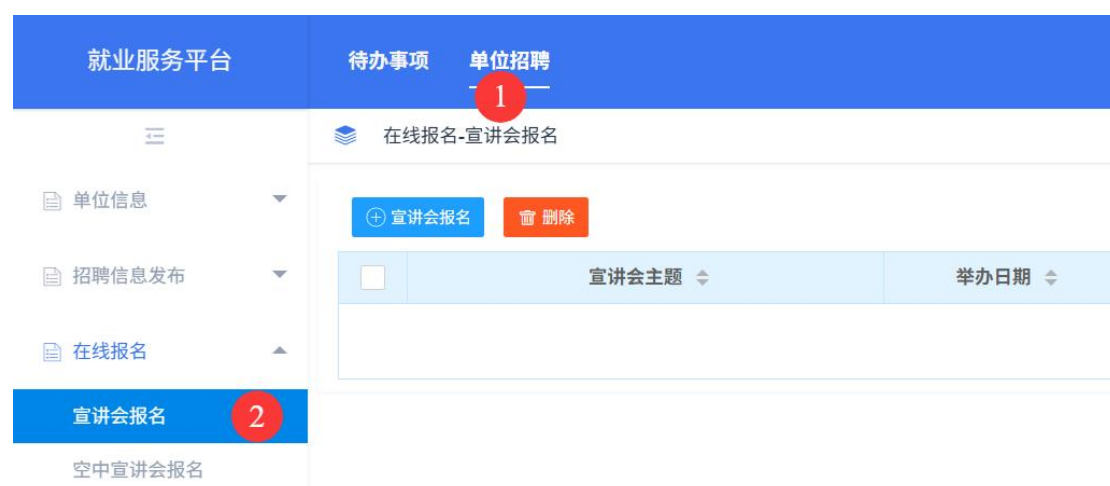 就业服务平台 待办事项 单位招聘
1
在线报名-宣讲会报名
单位信息
宣讲会报名 删除
招聘信息发布
宣讲会主题 举办日期
在线报名
宣讲会报名 2
空中宣讲会报名